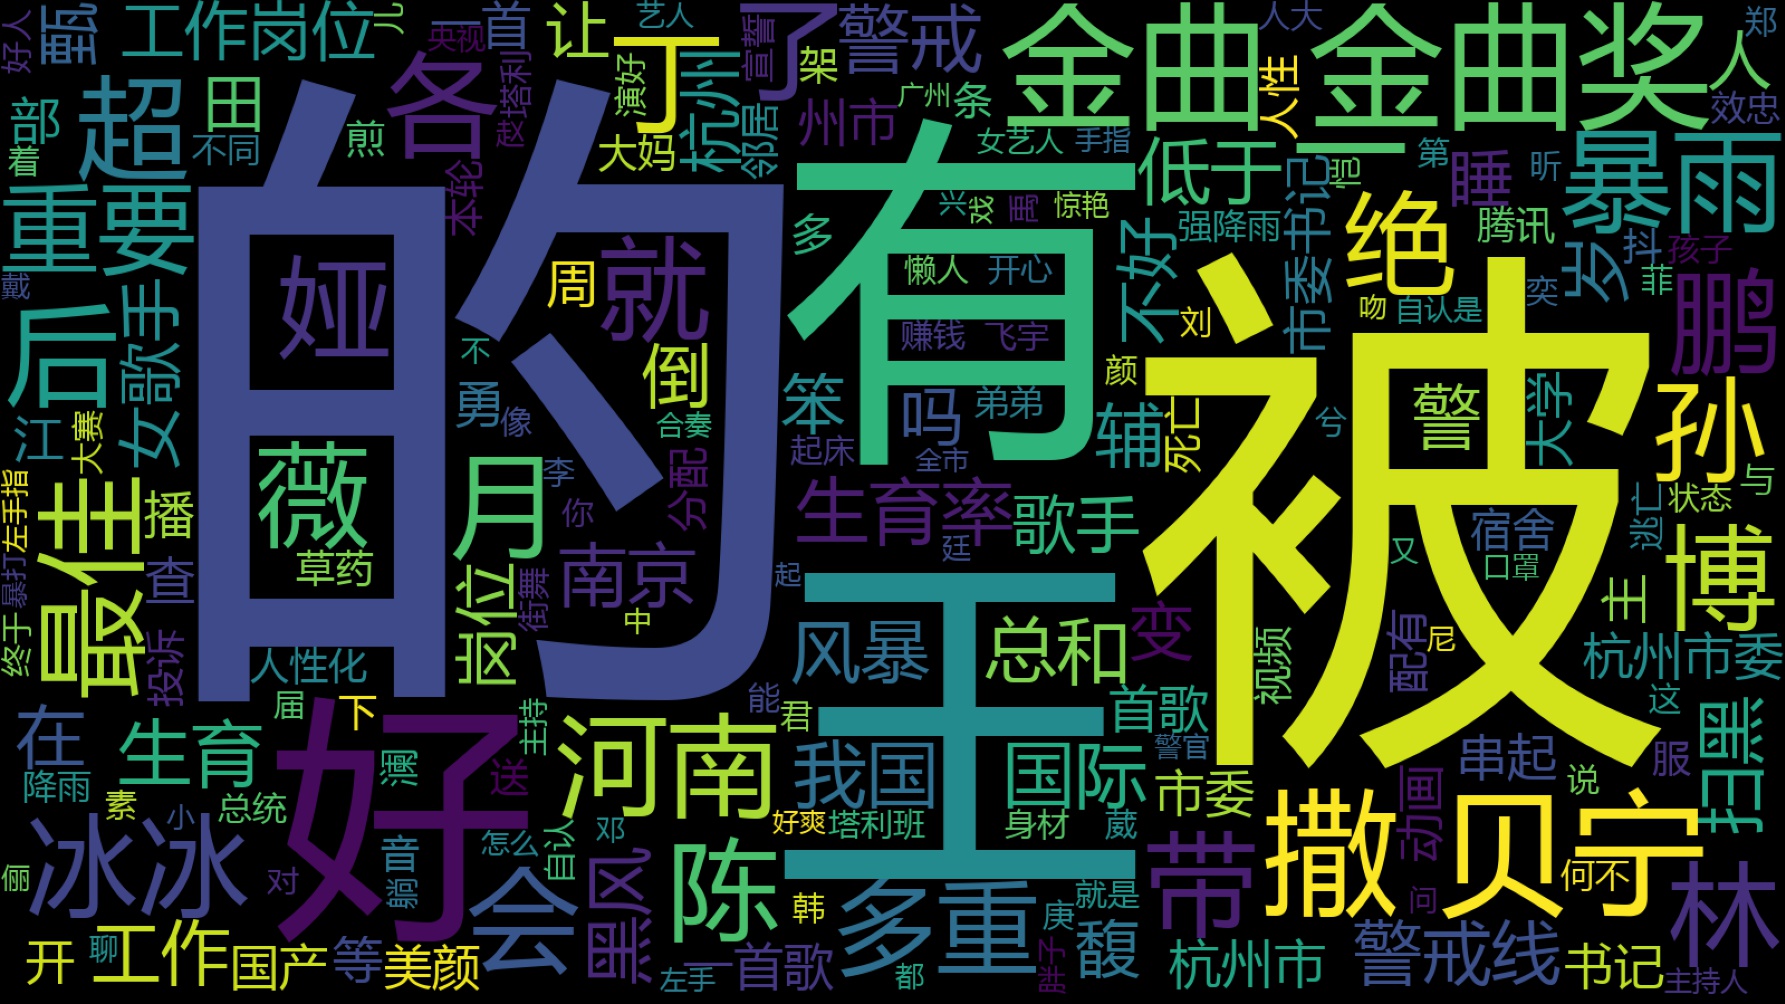 的
被
有
王
好
金曲
金曲奖
一
丁
了
让
首
一
艺人
儿
工作岗位
好人
央视
宣誓
警戒
架
演好
杭州
邻居
大妈
州市
广州
条
女艺人
手指
人性
人
人大
郑
效忠
部
着
超
田
不同
煎
各
本轮
重要
戴
后
女歌手
江
大赛
娅
就
周
倒
不
勇
像
合奏
多
兴
戏
惊艳
懒人
开心
赚钱
飞宇
笨
吗
弟弟
起床
全市
低于
强降雨
不好
市委书记
第
睡
昕
暴雨
绝
腾讯
抖
孩子
岁
菲
奕
鹏
吻
自认是
刘
颜
辅
死亡
兮
警
大学
孙
与
状态
逃亡
宿舍
口罩
又
博
主
左手指
暴打
终于
最佳
播
查
投诉
薇
草药
月
李
你
分配
南京
街舞
岗位
中
起
生育率
歌手
廷
风暴
总和
变
视频
配有
尼
杭州市委
这
扫黑
人性化
届
下
澜
主持
送
能
君
在
降雨
生育
素
小
总统
河南
我国
国际
首歌
警官
市委
串起
说
服
好爽
塔利班
身材
葳
动画
撒贝宁
何不
冰冰
俪
对
音
怎么
自认
邓
会
黑风
陈
韩
多重
就是
庚
带
问
林
开
聊
工作
国产
等
美颜
左手
一首歌
都
胖子
馥
杭州市
警戒线
书记
主持人